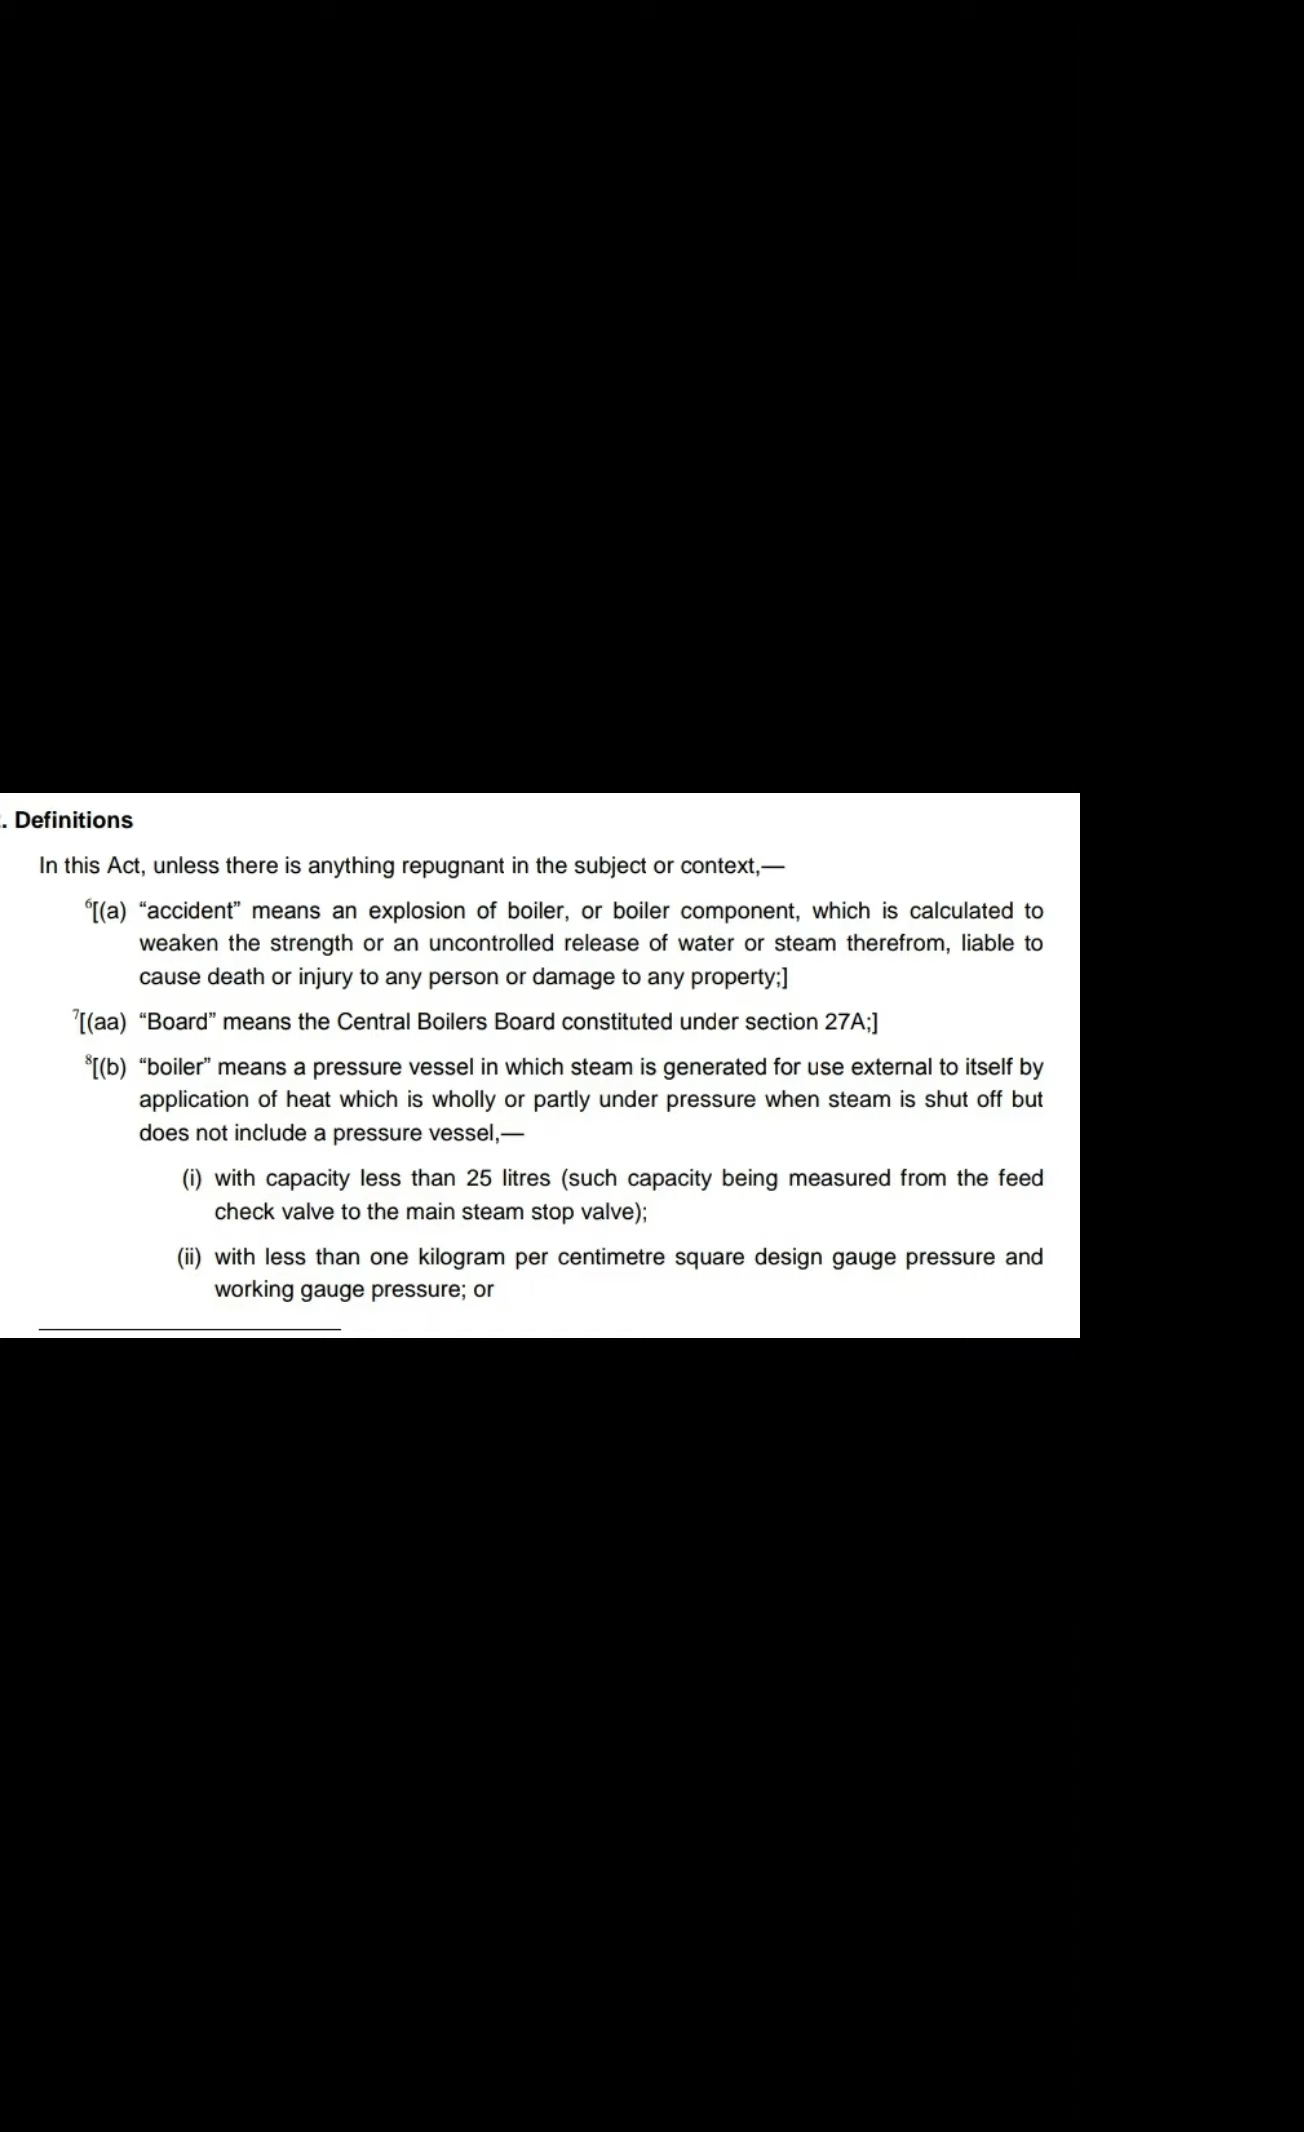 . Definitions
In this Act, unless there is anything repugnant in the subject or context,—
6[(a) “accident” means an explosion of boiler, or boiler component, which is calculated to
weaken the strength or an uncontrolled release of water or steam therefrom, liable to
cause death or injury to any person or damage to any property;]
7[(aa) “Board” means the Central Boilers Board constituted under section 27A;]
8[(b) “boiler” means a pressure vessel in which steam is generated for use external to itself by
application of heat which is wholly or partly under pressure when steam is shut off but
does not include a pressure vessel,—
(i) with capacity less than 25 litres (such capacity being measured from the feed
check valve to the main steam stop valve);
(ii) with less than one kilogram per centimetre square design gauge pressure and
working gauge pressure; or